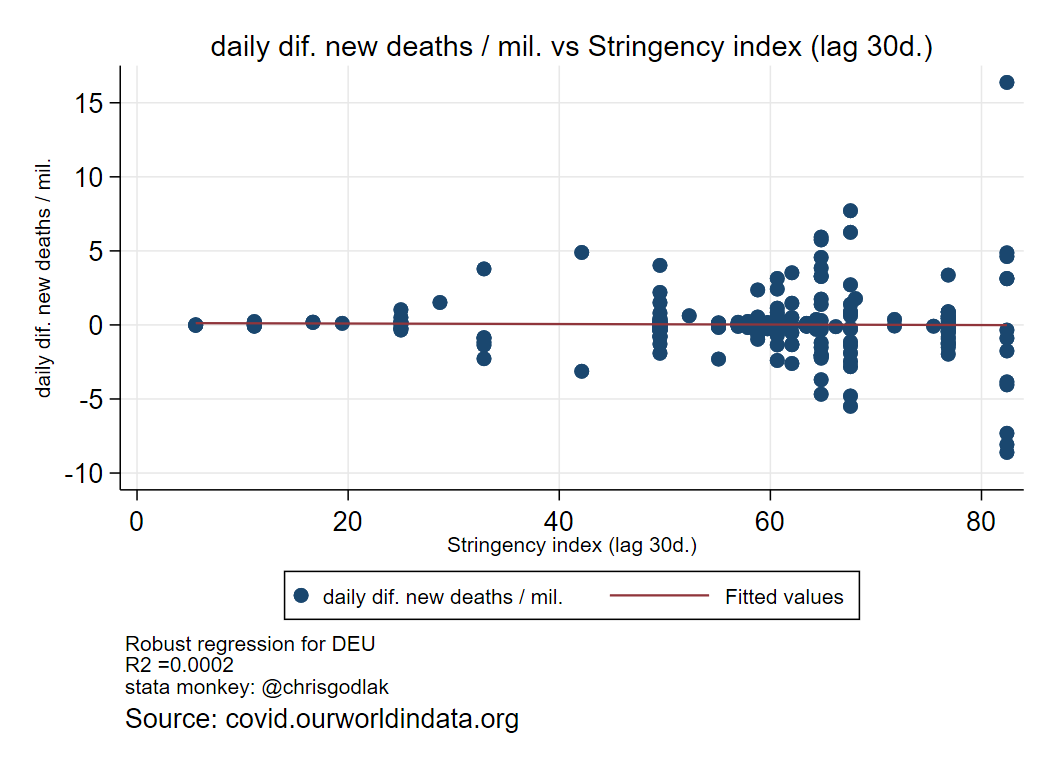 daily dif. new deaths / mil. vs Stringency index (lag 30d.)
daily dif. new deaths / mil.
15
10
5
0
-5
-10
0 20 40 60 80
Stringency index (lag 30d.)
daily dif. new deaths / mil. Fitted values
Robust regression for DEU
R2 =0.0002
stata monkey: @chrisgodlak
Source: covid.ourworldindata.org